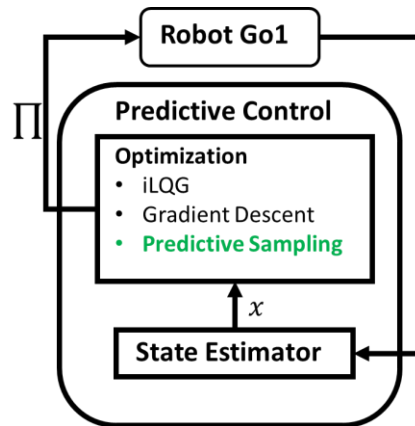 Robot Go1
Π
Predictive Control
Optimization
• iLQG
• Gradient Descent
• Predictive Sampling
x
State Estimator